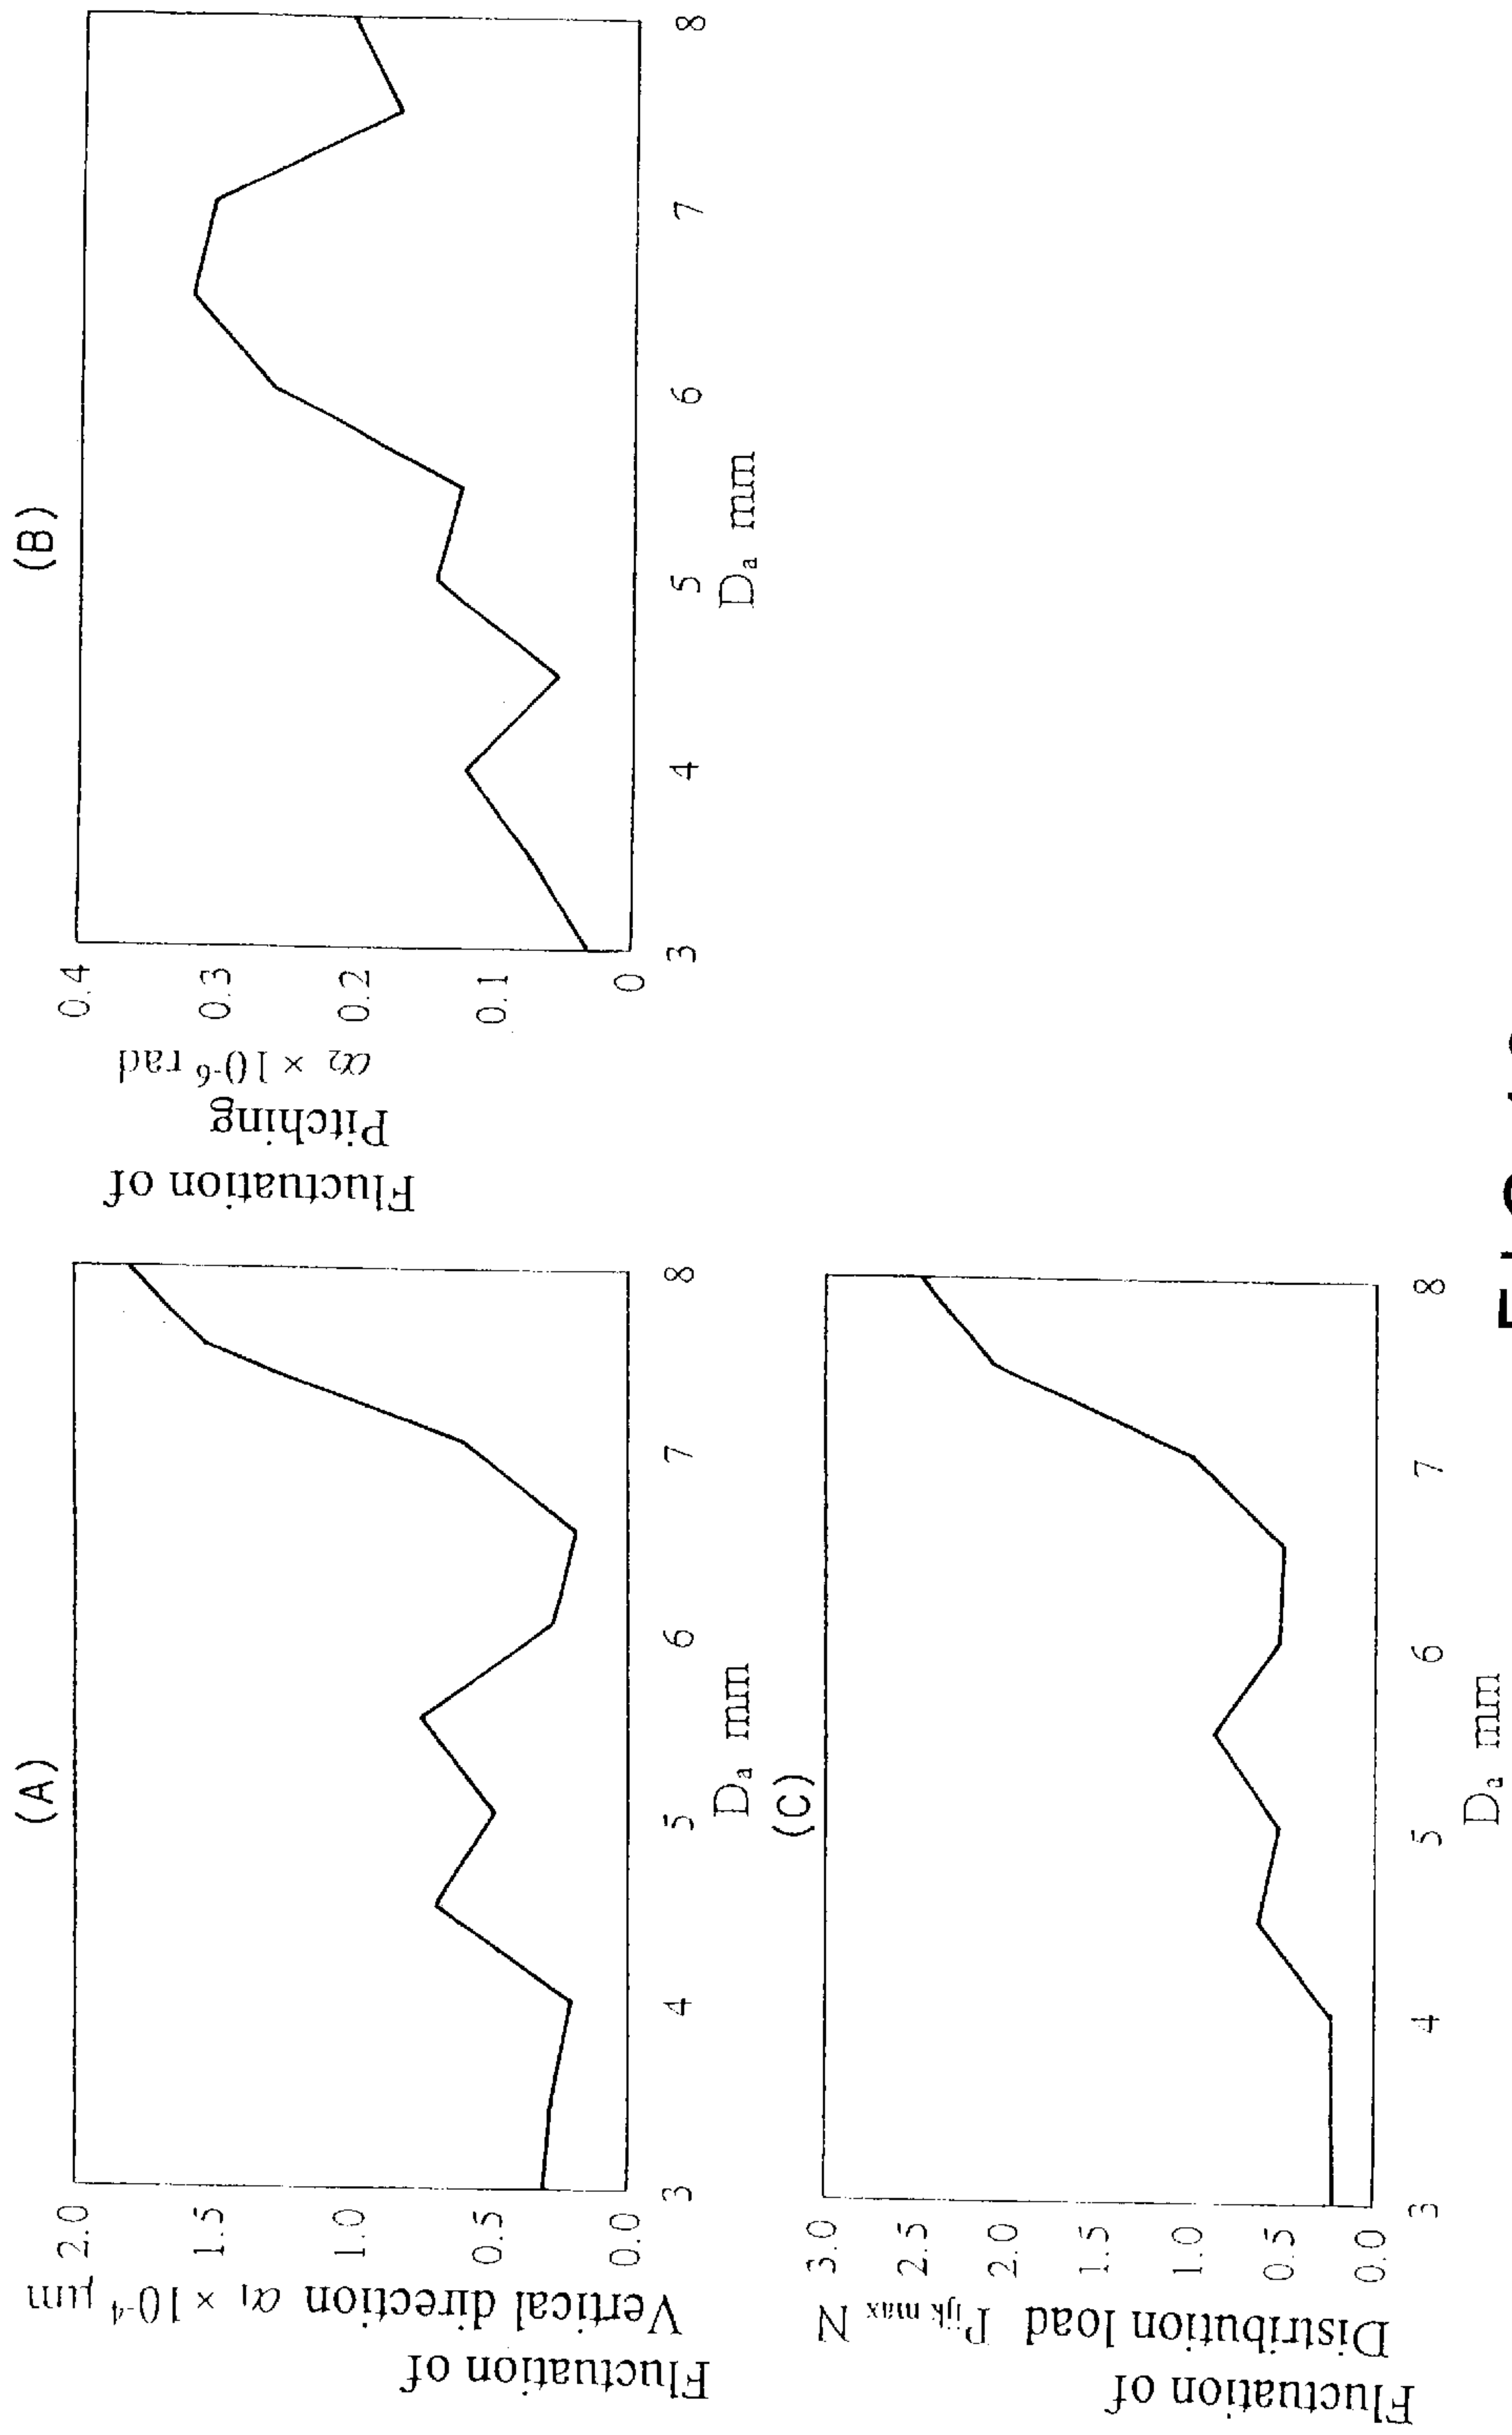 (A)
Fluctuation of
Vertical direction α₁ × 10⁻⁴ μm
2.0
1.5
1.0
0.5
0.0
3 4 5 6 7 8
Dₐ mm
(B)
Fluctuation of
Pitching
α₂ × 10⁻⁶ rad
0.4
0.3
0.2
0.1
0
3 4 5 6 7 8
Dₐ mm
(C)
Fluctuation of
Distribution load P ijk max N
3.0
2.5
2.0
1.5
1.0
0.5
0.0
3 4 5 6 7 8
Dₐ mm